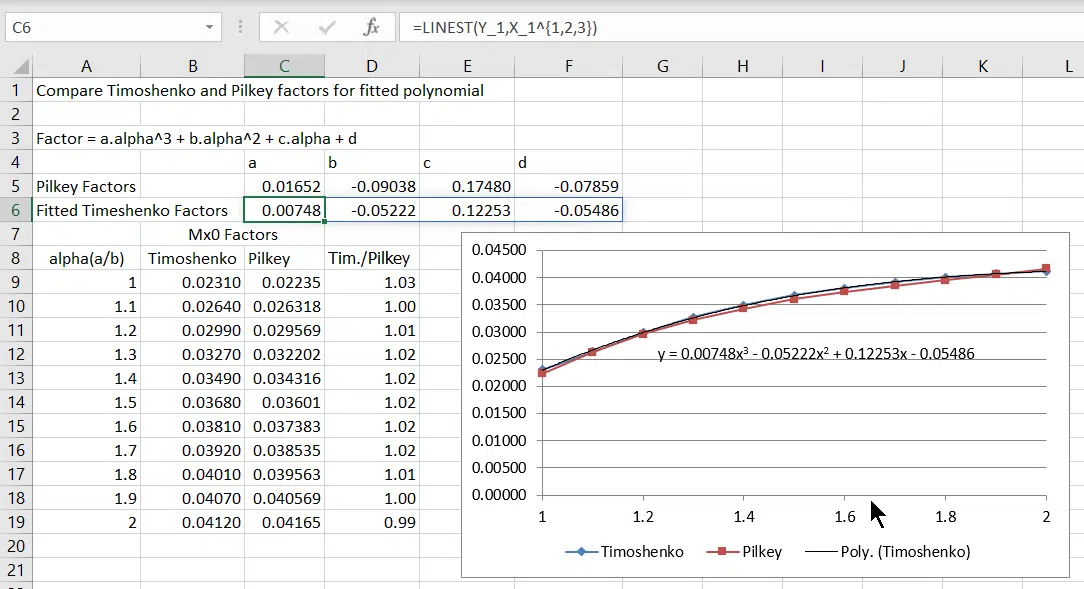 C6 fx =LINEST(Y_1,X_1^{1,2,3})
A B C D E F G H I J K L
1 Compare Timoshenko and Pilkey factors for fitted polynomial
2
3 Factor = a.alpha^3 + b.alpha^2 + c.alpha + d
4 a b c d
5 Pilkey Factors 0.01652 -0.09038 0.17480 -0.07859
6 Fitted Timeshenko Factors 0.00748 -0.05222 0.12253 -0.05486
7 Mx0 Factors
8 alpha(a/b) Timoshenko Pilkey Tim./Pilkey
9 1 0.02310 0.02235 1.03
10 1.1 0.02640 0.026318 1.00
11 1.2 0.02990 0.029569 1.01
12 1.3 0.03270 0.032202 1.02
13 1.4 0.03490 0.034316 1.02
14 1.5 0.03680 0.03601 1.02
15 1.6 0.03810 0.037383 1.02
16 1.7 0.03920 0.038535 1.02
17 1.8 0.04010 0.039563 1.01
18 1.9 0.04070 0.040569 1.00
19 2 0.04120 0.04165 0.99
20
21
0.04500
0.04000
0.03500
0.03000
0.02500
0.02000
0.01500
0.01000
0.00500
0.00000
y = 0.00748x³ - 0.05222x² + 0.12253x - 0.05486
1 1.2 1.4 1.6 1.8 2
Timoshenko Pilkey Poly. (Timoshenko)